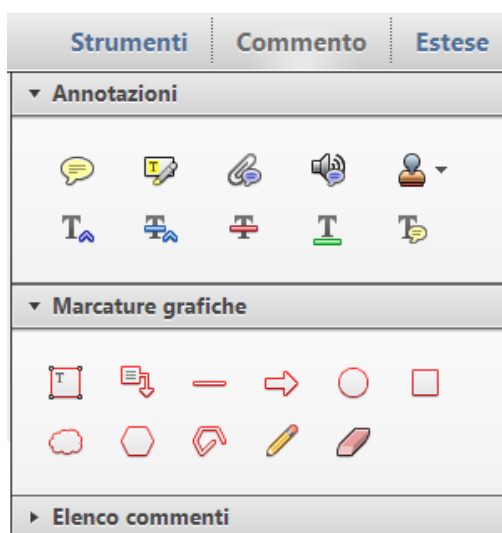 Strumenti Commento Estese
Annotazioni
T
T T T T T
Marcature grafiche
T
Elenco commenti